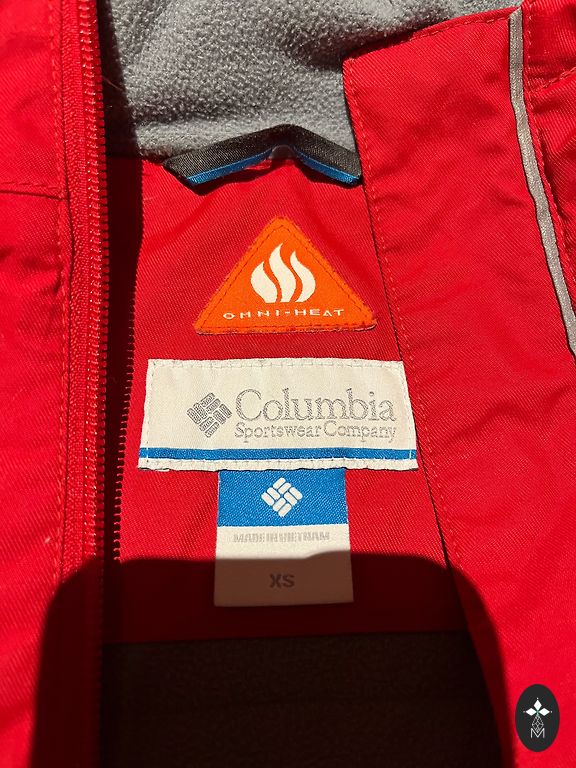 OMNI-HEAT
Columbia
Sportswear Company
MADE IN VIETNAM
XS
M